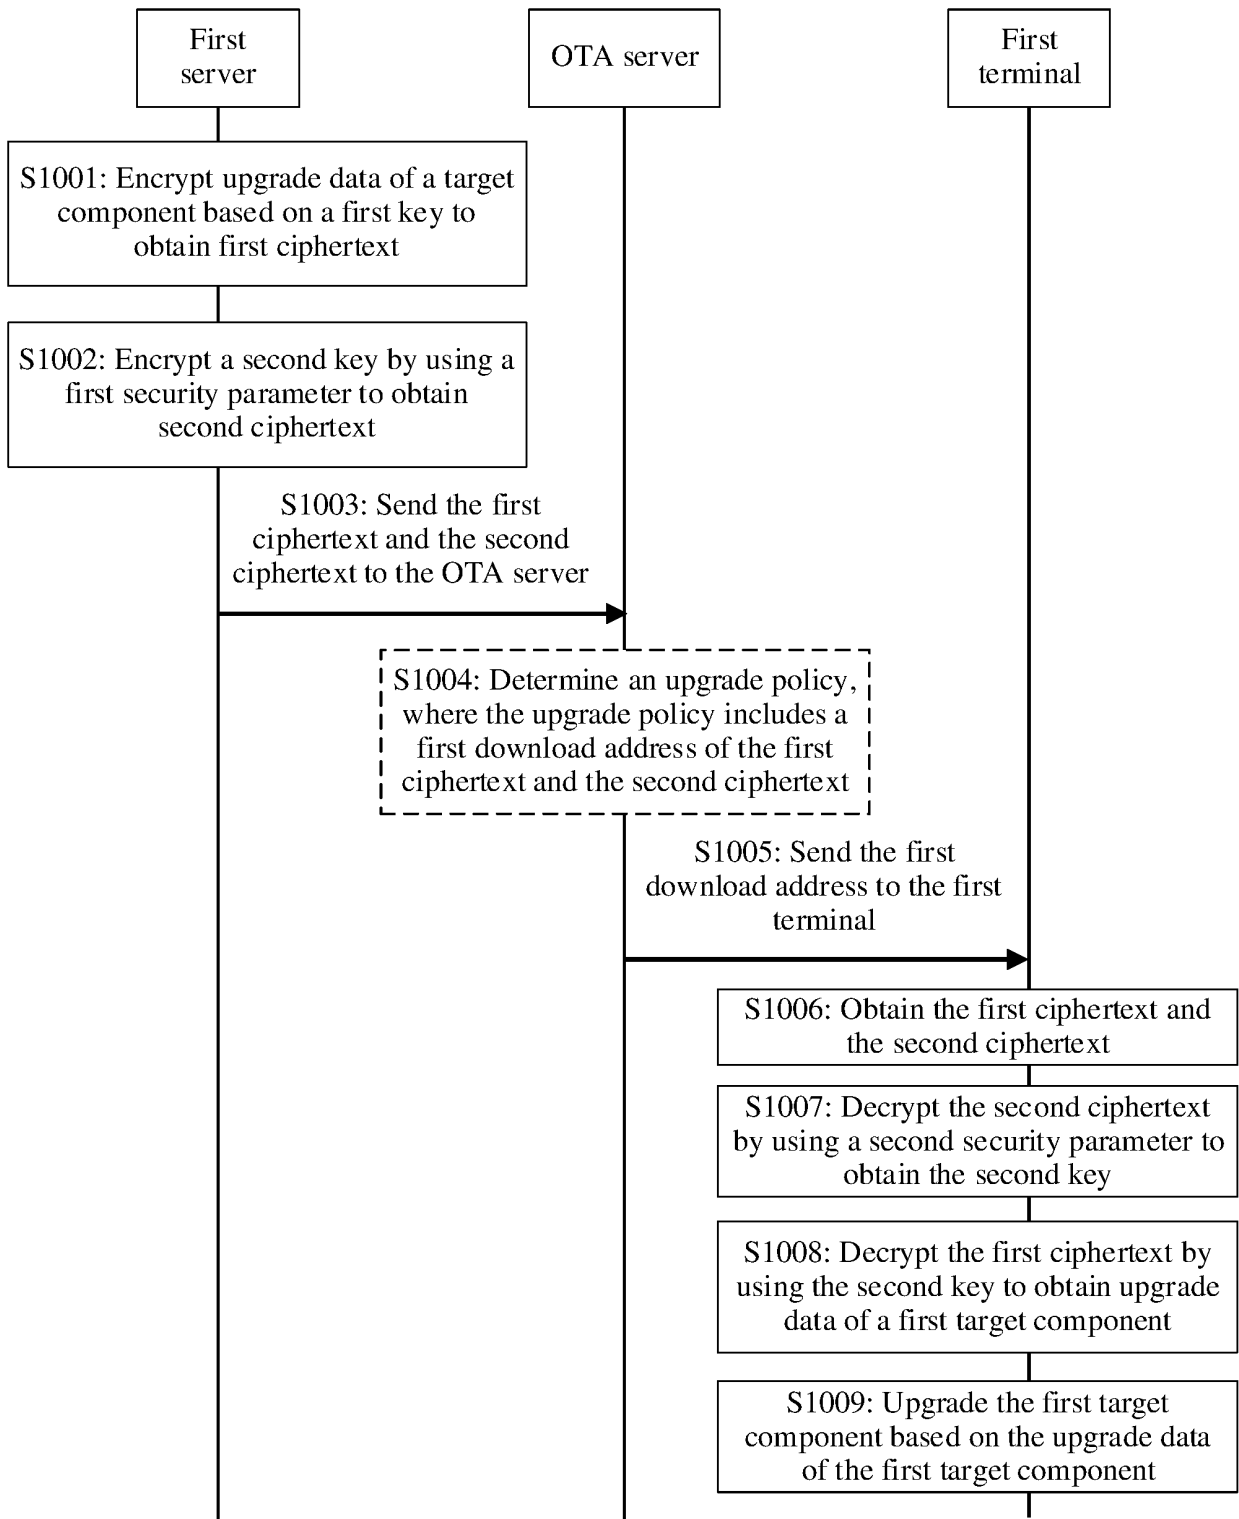 First
server
OTA server
First
terminal
S1001: Encrypt upgrade data of a target
component based on a first key to
obtain first ciphertext
S1002: Encrypt a second key by using a
first security parameter to obtain
second ciphertext
S1003: Send the first
ciphertext and the second
ciphertext to the OTA server
S1004: Determine an upgrade policy,
where the upgrade policy includes a
first download address of the first
ciphertext and the second ciphertext
S1005: Send the first
download address to the first
terminal
S1006: Obtain the first ciphertext and
the second ciphertext
S1007: Decrypt the second ciphertext
by using a second security parameter to
obtain the second key
S1008: Decrypt the first ciphertext by
using the second key to obtain upgrade
data of a first target component
S1009: Upgrade the first target
component based on the upgrade data
of the first target component